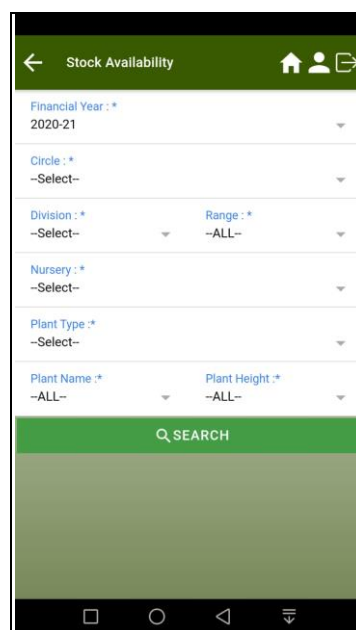 Stock Availability
Financial Year : *
2020-21
Circle : *
--Select--
Division : * Range : *
--Select-- --ALL--
Nursery : *
--Select--
Plant Type :*
--Select--
Plant Name :* Plant Height :*
--ALL-- --ALL--
SEARCH